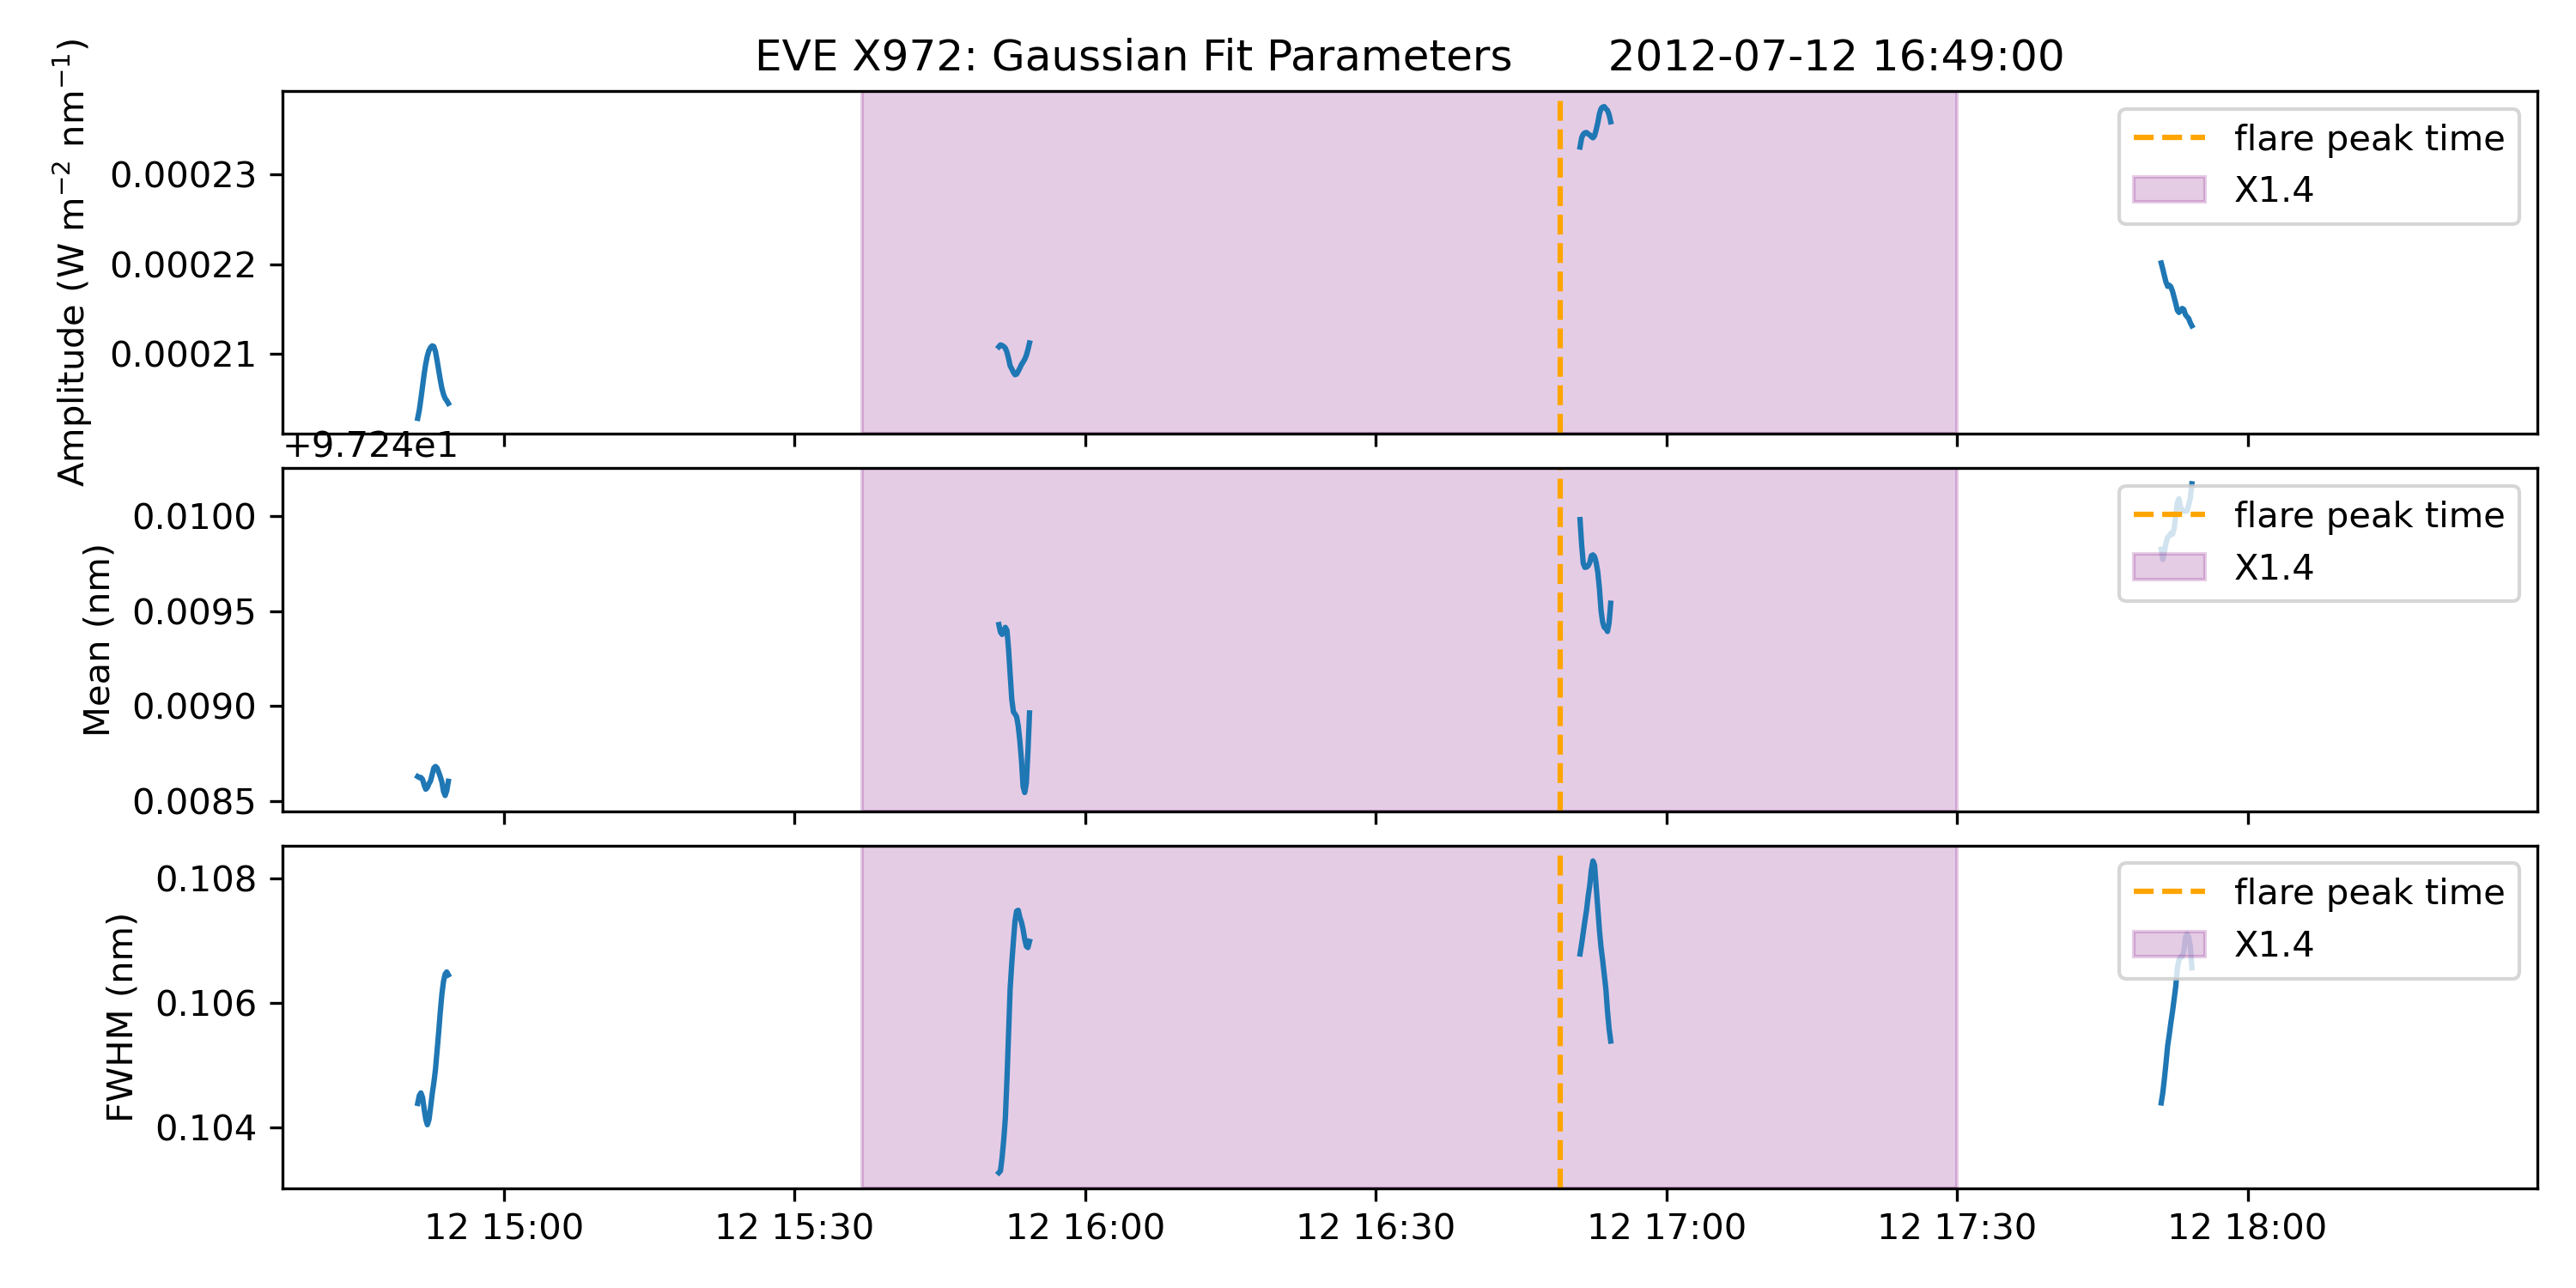 EVE X972: Gaussian Fit Parameters 2012-07-12 16:49:00
Amplitude (W m⁻² nm⁻¹)
0.00023
0.00022
0.00021
flare peak time
X1.4
+9.724e1
Mean (nm)
0.0100
0.0095
0.0090
0.0085
flare peak time
X1.4
FWHM (nm)
0.108
0.106
0.104
flare peak time
X1.4
12 15:00 12 15:30 12 16:00 12 16:30 12 17:00 12 17:30 12 18:00